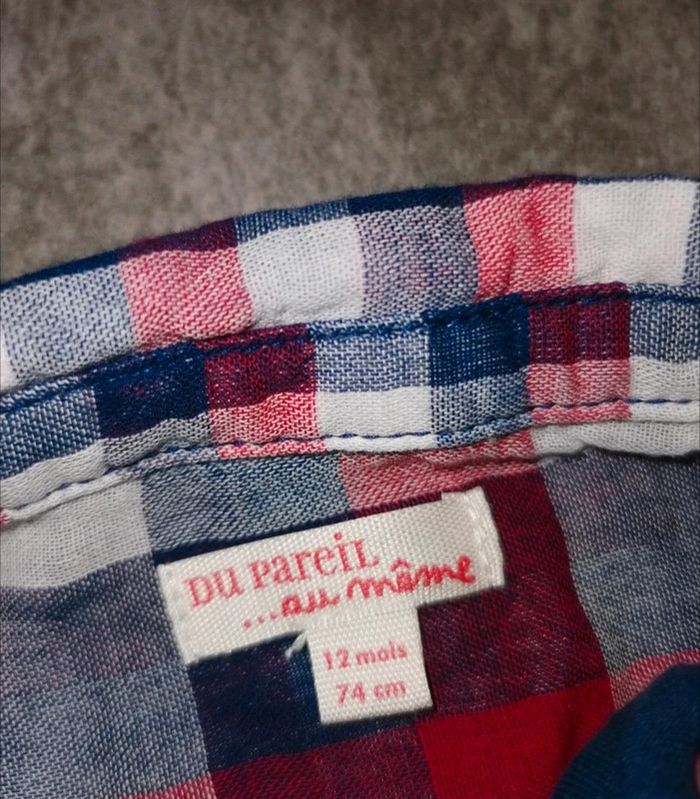 DU PAREIL
...au même
12 mois
74 cm